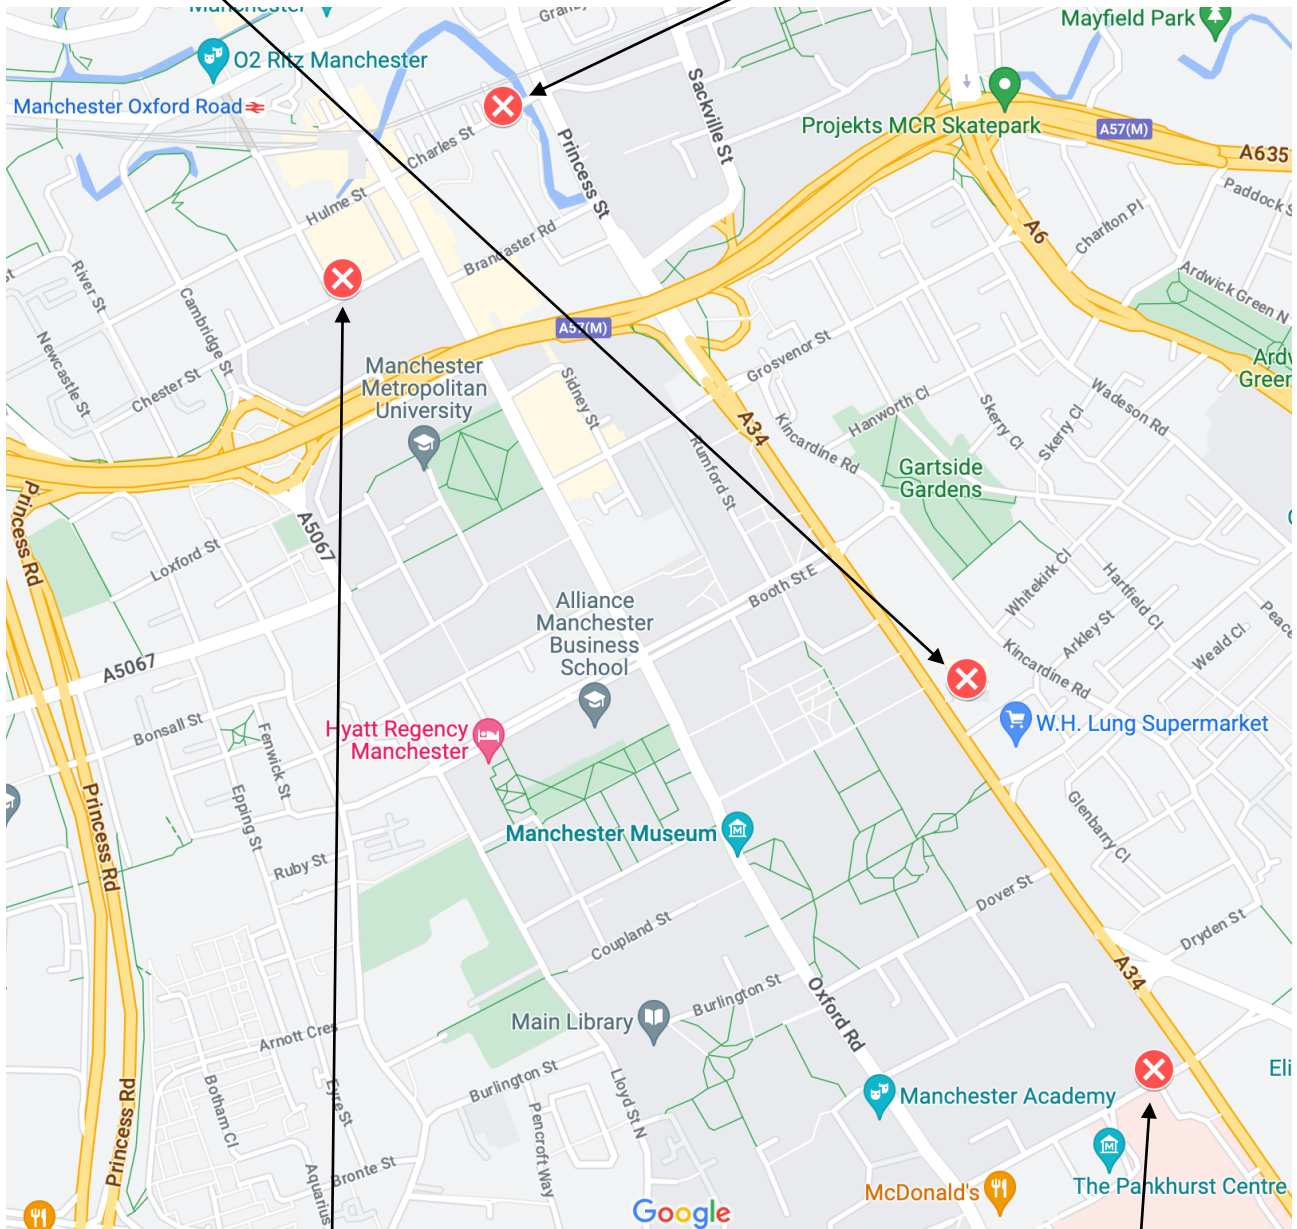 Manchester
Granby
Mayfield Park
O2 Ritz Manchester
Manchester Oxford Road
Sackville St
Projekts MCR Skatepark
A57(M)
A635
Charles St
Princess St
Paddock S
Hulme St
Charlton Pl
A6
Brancaster Rd
Ardwick Green N
River St
Cambridge St
st
Newcastle St
A57(M)
Grosvenor St
Ardw
Green
Manchester
Metropolitan
University
Chester St
Sidney St
Hanworth Cl
Wadeson Rd
Skerry Cl
Skerry Cl
A34
Kincardine Rd
Rumford St
Gartside
Gardens
Princess Rd
A5067
Loxford St
Booth St E
Whitekirk Cl
Hartfield Cl
Peace
Alliance
Manchester
Business
School
Arkley St
Weald Cl
A5067
Kincardine Rd
Bonsall St
Fenwick St
Hyatt Regency
Manchester
W.H. Lung Supermarket
Epping St
Princess Rd
Manchester Museum
Glenbarry Cl
Ruby St
Dover St
Coupland St
Dryden St
A34
Burlington St
Oxford Rd
Main Library
Arnott Cres
Burlington St
Eli
Manchester Academy
Botham Cl
Eyre St
Lloyd St N
Princess Rd
Pencroft Way
Bronte St
Aquarius
McDonald's
The Pankhurst Centre
Google